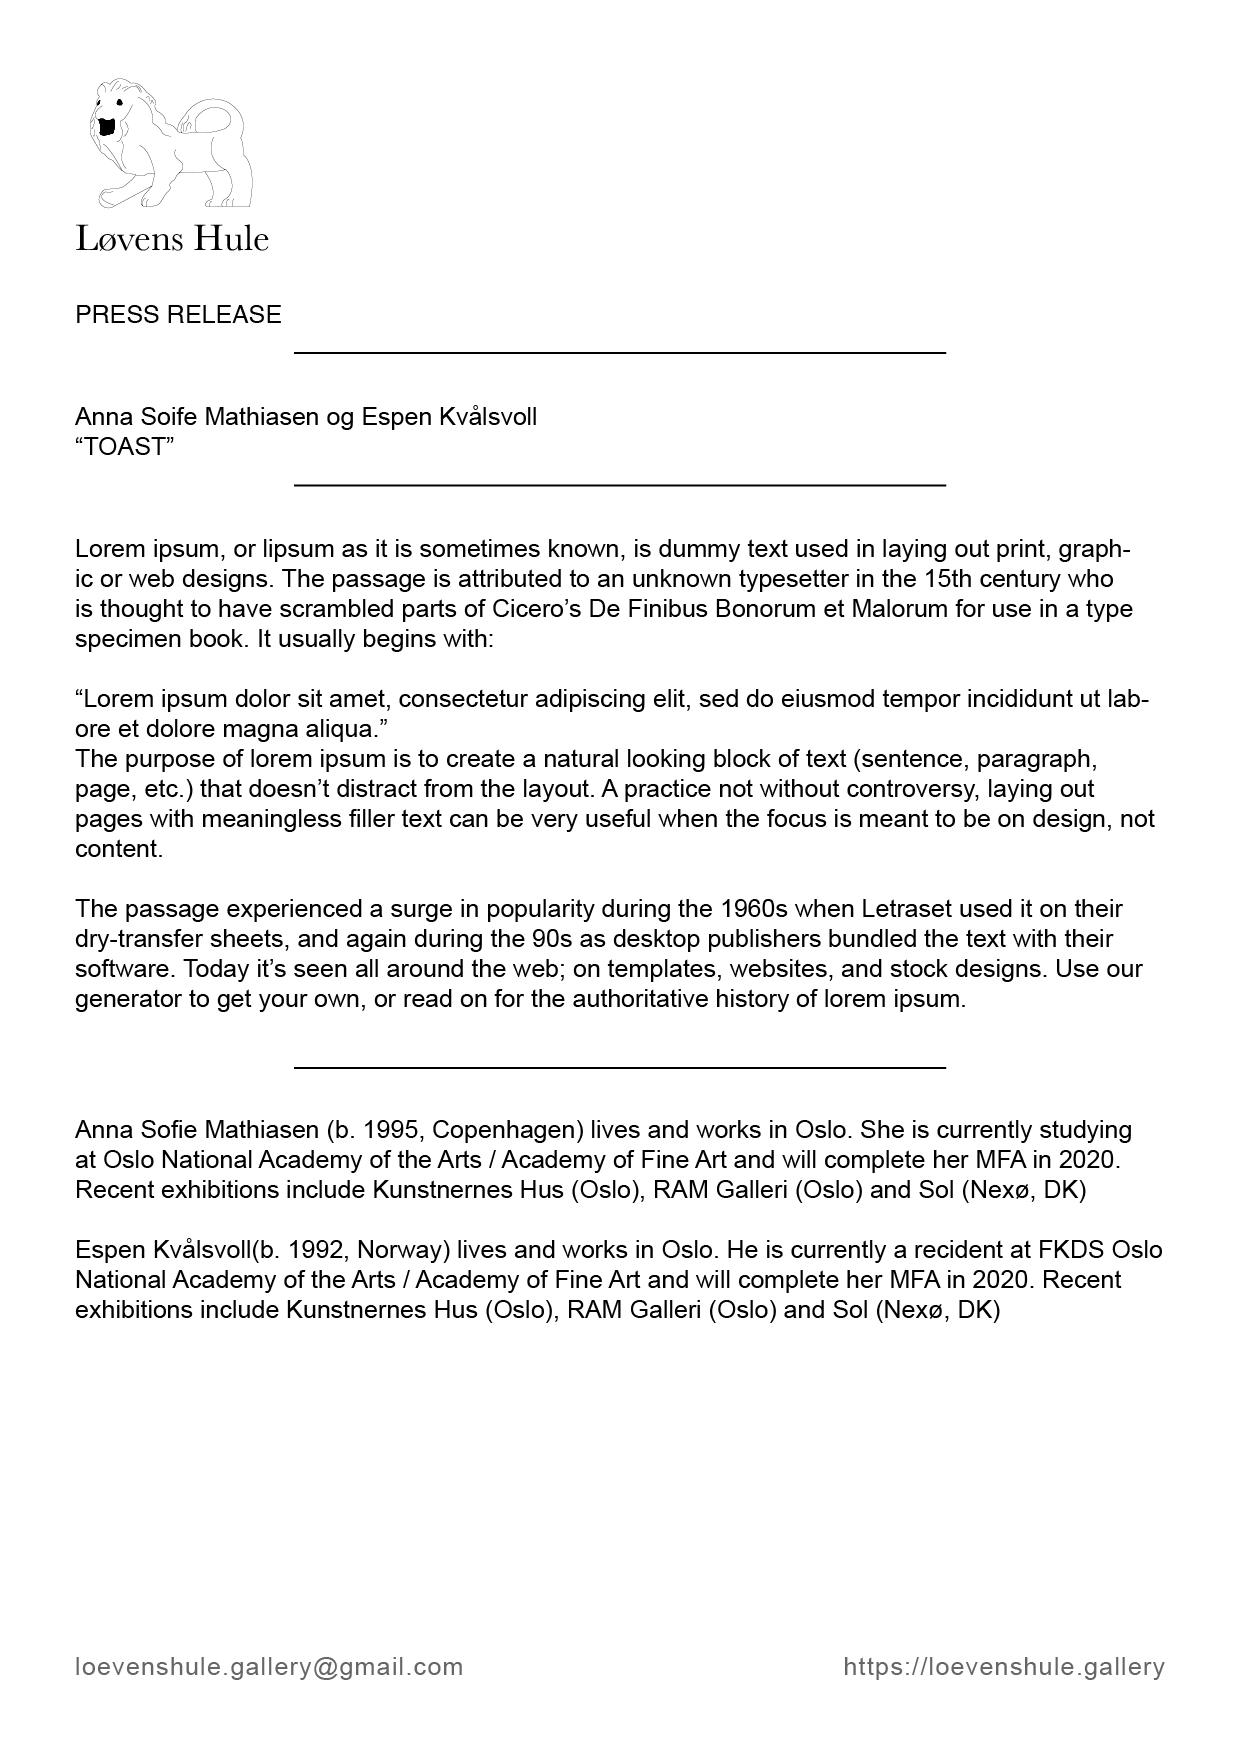 Løvens Hule
PRESS RELEASE
Anna Soife Mathiasen og Espen Kvålsvoll
“TOAST”
Lorem ipsum, or lipsum as it is sometimes known, is dummy text used in laying out print, graph-
ic or web designs. The passage is attributed to an unknown typesetter in the 15th century who
is thought to have scrambled parts of Cicero’s De Finibus Bonorum et Malorum for use in a type
specimen book. It usually begins with:
“Lorem ipsum dolor sit amet, consectetur adipiscing elit, sed do eiusmod tempor incididunt ut lab-
ore et dolore magna aliqua.”
The purpose of lorem ipsum is to create a natural looking block of text (sentence, paragraph,
page, etc.) that doesn’t distract from the layout. A practice not without controversy, laying out
pages with meaningless filler text can be very useful when the focus is meant to be on design, not
content.
The passage experienced a surge in popularity during the 1960s when Letraset used it on their
dry-transfer sheets, and again during the 90s as desktop publishers bundled the text with their
software. Today it’s seen all around the web; on templates, websites, and stock designs. Use our
generator to get your own, or read on for the authoritative history of lorem ipsum.
Anna Sofie Mathiasen (b. 1995, Copenhagen) lives and works in Oslo. She is currently studying
at Oslo National Academy of the Arts / Academy of Fine Art and will complete her MFA in 2020.
Recent exhibitions include Kunstnernes Hus (Oslo), RAM Galleri (Oslo) and Sol (Nexø, DK)
Espen Kvålsvoll(b. 1992, Norway) lives and works in Oslo. He is currently a recident at FKDS Oslo
National Academy of the Arts / Academy of Fine Art and will complete her MFA in 2020. Recent
exhibitions include Kunstnernes Hus (Oslo), RAM Galleri (Oslo) and Sol (Nexø, DK)
loevenshule.gallery@gmail.com
https://loevenshule.gallery